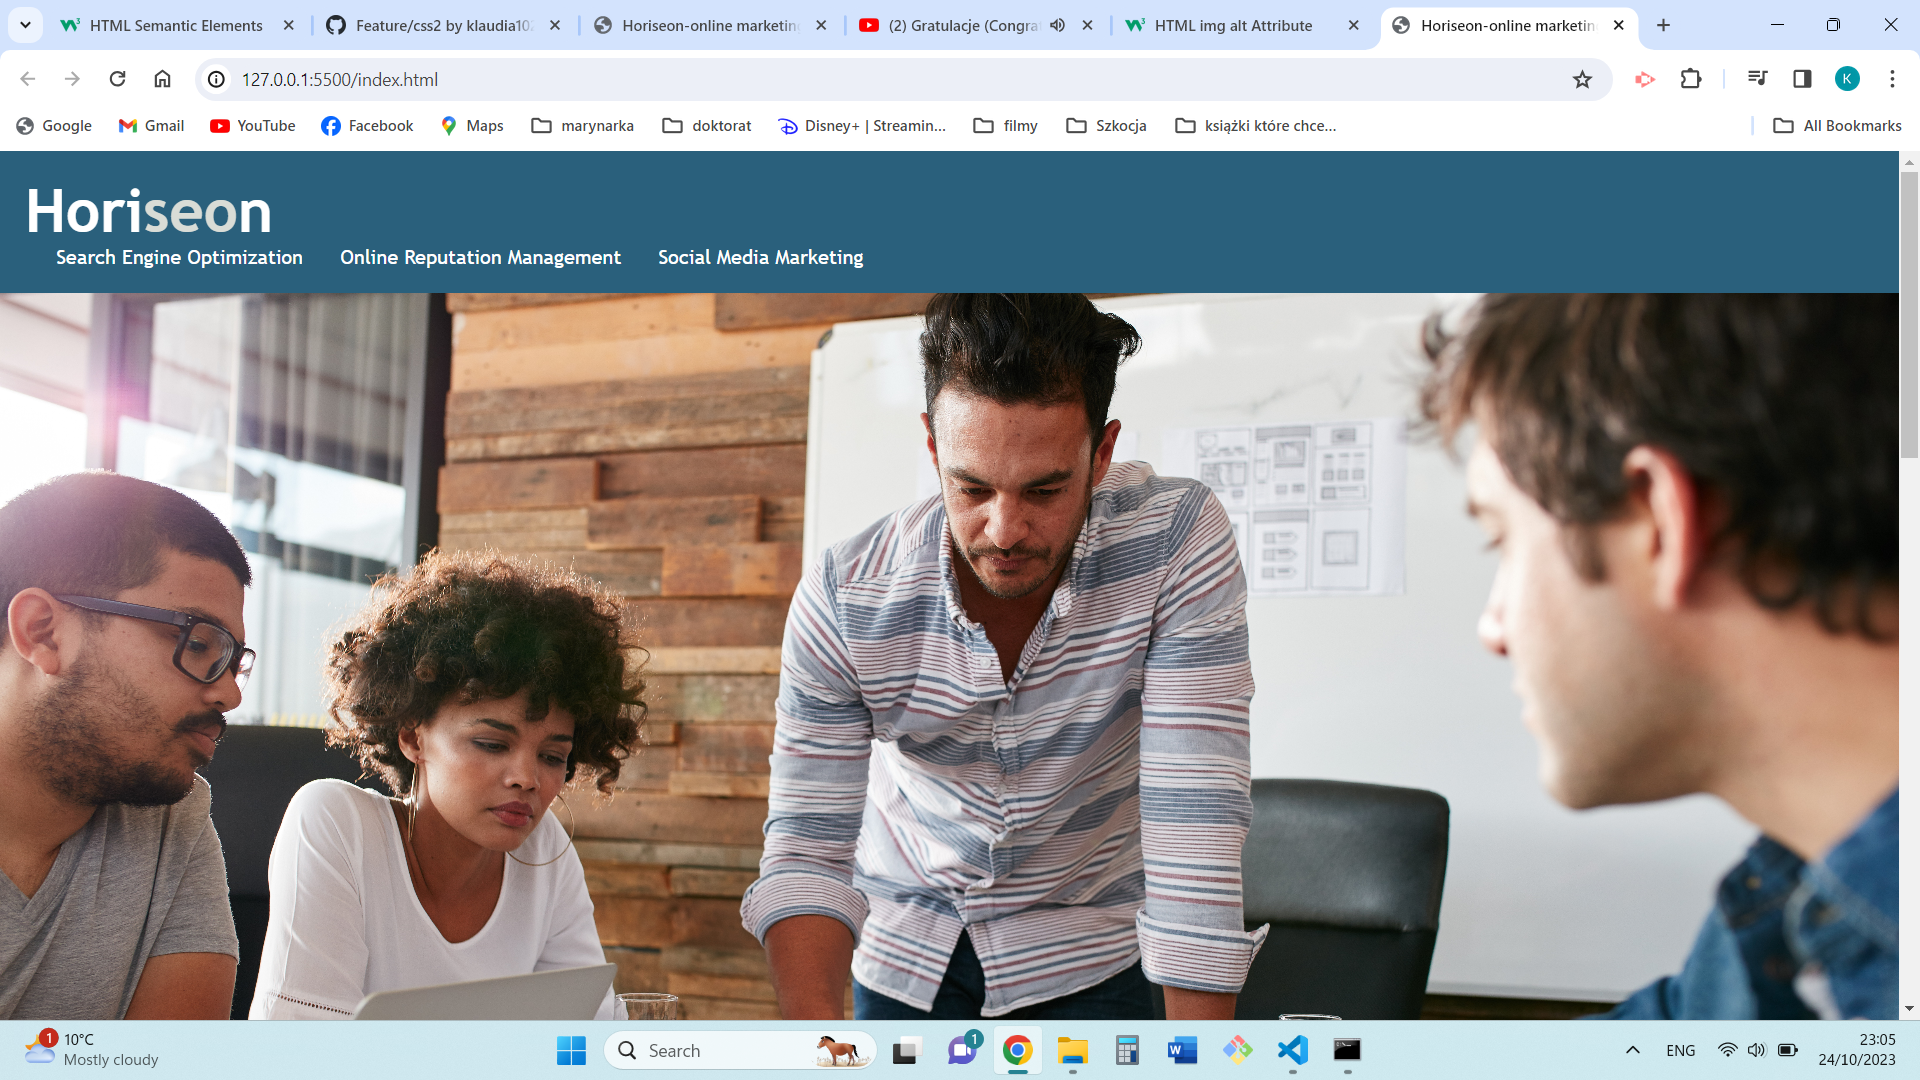 HTML Semantic Elements
Feature/css2 by klaudia102
Horiseon-online marketing
(2) Gratulacje (Congrat
HTML img alt Attribute
Horiseon-online marketin
127.0.0.1:5500/index.html
K
Google
Gmail
YouTube
Facebook
Maps
marynarka
doktorat
Disney+ | Streamin...
filmy
Szkocja
książki które chce...
All Bookmarks
Horiseon
Search Engine Optimization
Online Reputation Management
Social Media Marketing
1
10°C
Mostly cloudy
Search
1
W
ENG
23:05
24/10/2023